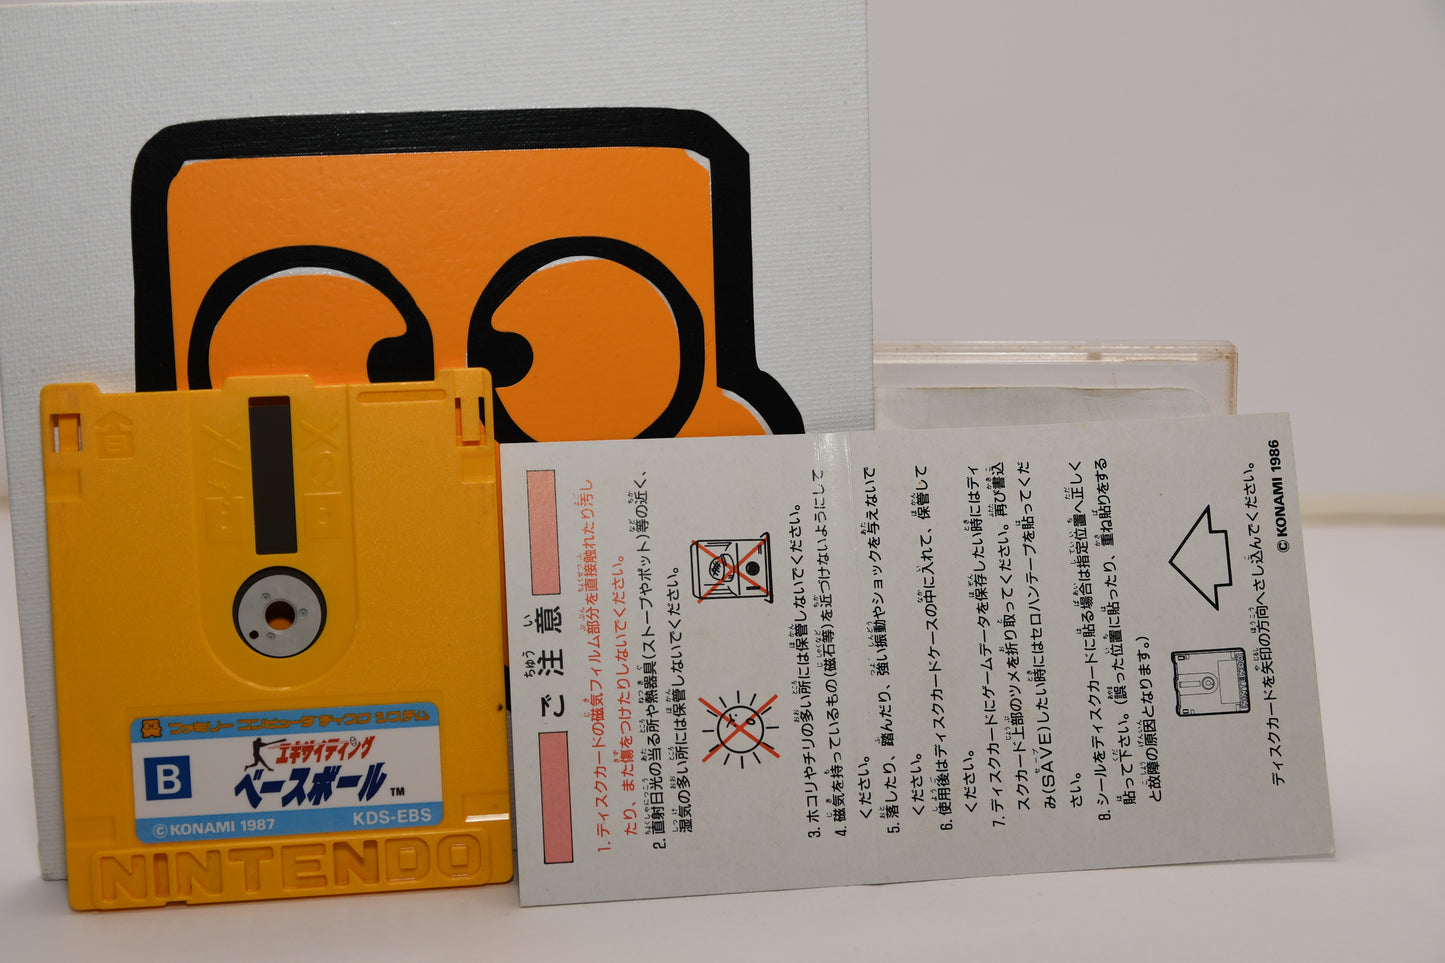 ファミリー コンピュータ ディスク システム
B
エキサイティング
ベースボール
TM
©KONAMI 1987
KDS-EBS
NINTENDO
ご注意
1. ディスクカードの磁気フィルム部分を直接触れたり汚し
たり、また傷をつけたりしないでください。
2. 直射日光の当る所や熱器具(ストーブやポット)等の近く、
湿気の多い所には保管しないでください。
3. ホコリやチリの多い所には保管しないでください。
4. 磁気を持っているもの(磁石等)を近づけないようにして
ください。
5. 落したり、踏んだり、強い振動やショックを与えないで
ください。
6. 使用後はディスクカードケースの中に入れて、保管して
ください。
7. ディスクカードにゲームデータを保存したい時にはディ
スクカード上部のツメを折り取ってください。再び書込
み(SAVE)したい時にはセロハンテープを貼ってくだ
さい。
8. シールをディスクカードに貼る場合は指定位置へ正しく
貼って下さい。(誤った位置に貼ったり、重ね貼りをする
と故障の原因となります。)
NINTENDO
ディスクカードを矢印の方向へさし込んでください。
© KONAMI 1986